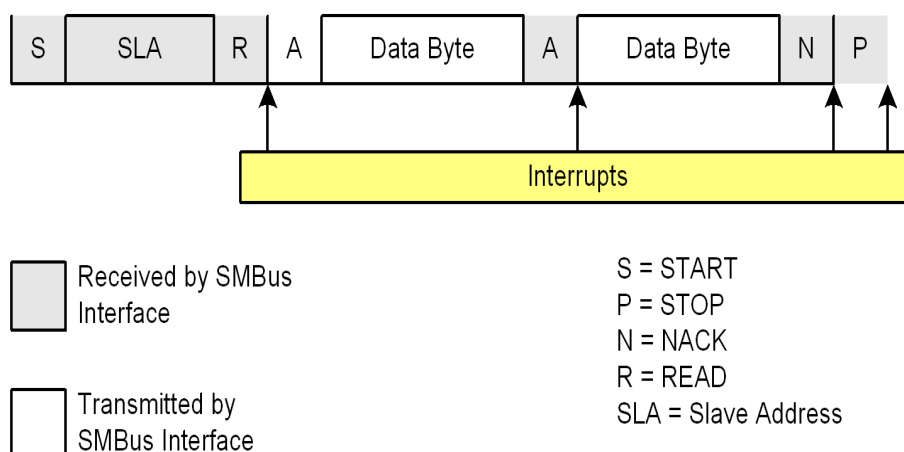 S SLA R A Data Byte A Data Byte N P
Interrupts
Received by SMBus
Interface
Transmitted by
SMBus Interface
S = START
P = STOP
N = NACK
R = READ
SLA = Slave Address